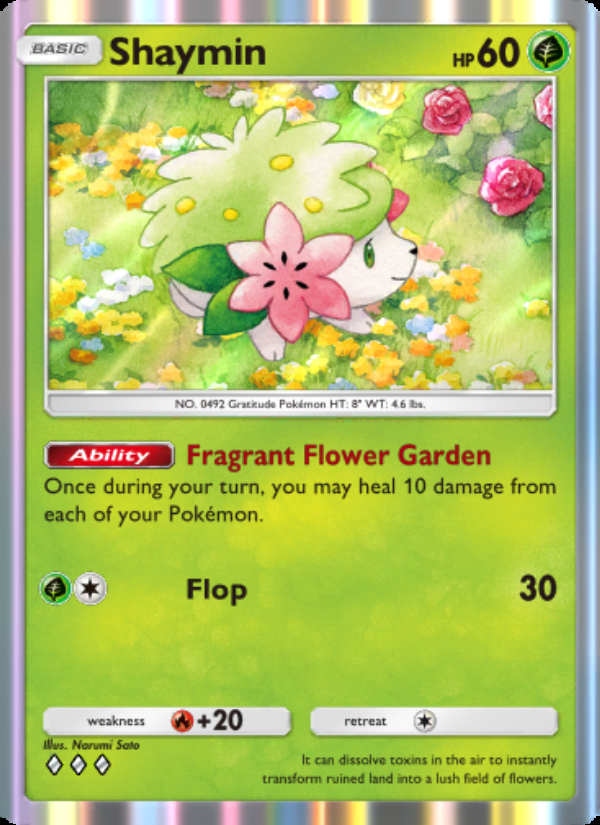 BASIC Shaymin HP 60
NO. 0492 Gratitude Pokémon HT: 8" WT: 4.6 lbs.
Ability Fragrant Flower Garden
Once during your turn, you may heal 10 damage from
each of your Pokémon.
Flop 30
weakness +20 retreat
Illus. Narumi Sato
It can dissolve toxins in the air to instantly
transform ruined land into a lush field of flowers.